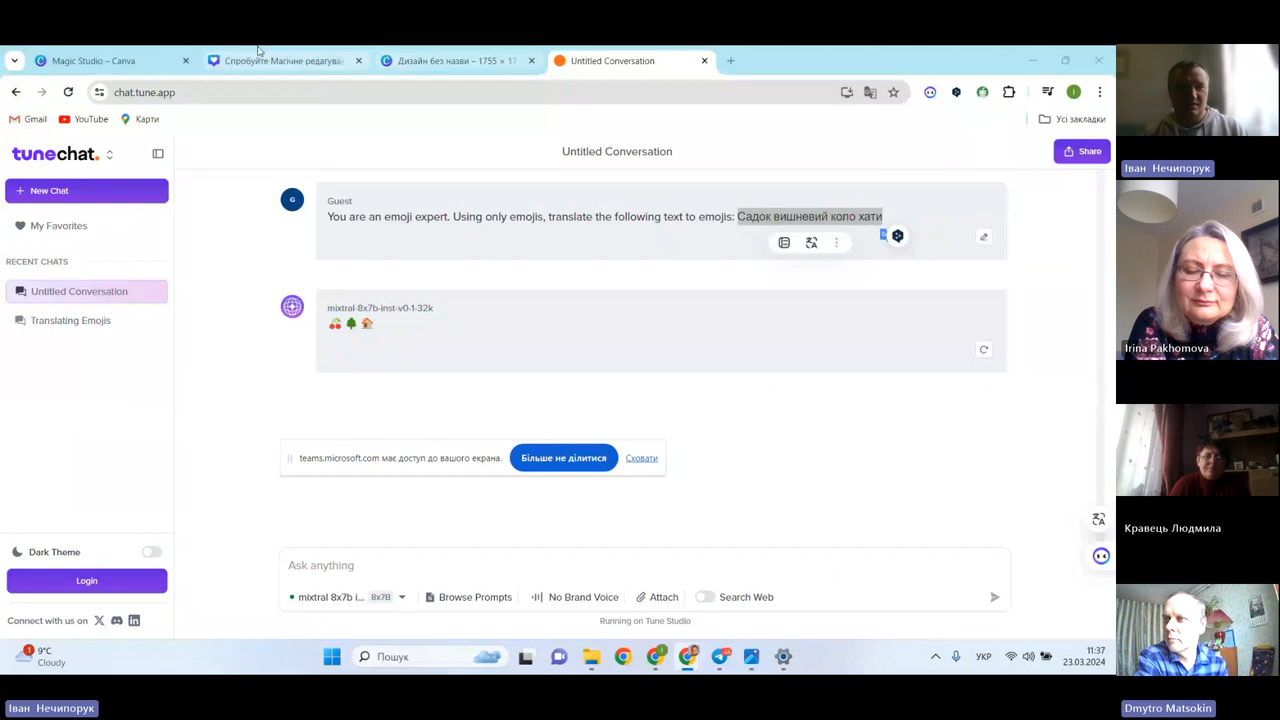 Magic Studio – Canva
Спробуйте Магічне редагува
Дизайн без назви – 1755 × 17
Untitled Conversation
chat.tune.app
Gmail
YouTube
Карти
Усі закладки
tunechat.
Untitled Conversation
Share
New Chat
My Favorites
RECENT CHATS
Untitled Conversation
Translating Emojis
G
Guest
You are an emoji expert. Using only emojis, translate the following text to emojis: Садок вишневий коло хати
mixtral-8x7b-inst-v0-1-32k
teams.microsoft.com має доступ до вашого екрана.
Більше не ділитися
Сховати
Dark Theme
Login
Connect with us on
Ask anything
mixtral 8x7b i...
8x7B
Browse Prompts
No Brand Voice
Attach
Search Web
Running on Tune Studio
9°C
Cloudy
Пошук
УКР
11:37
23.03.2024
Іван Нечипорук
Іван Нечипорук
Irina Pakhomova
Кравець Людмила
Dmytro Matsokin